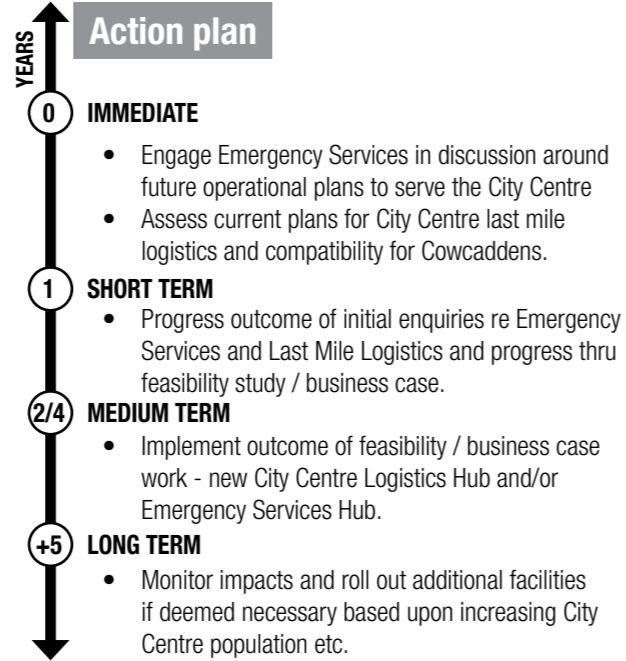 Action plan
YEARS
0
IMMEDIATE
• Engage Emergency Services in discussion around
future operational plans to serve the City Centre
• Assess current plans for City Centre last mile
logistics and compatibility for Cowcaddens.
1
SHORT TERM
• Progress outcome of initial enquiries re Emergency
Services and Last Mile Logistics and progress thru
feasibility study / business case.
2/4
MEDIUM TERM
• Implement outcome of feasibility / business case
work - new City Centre Logistics Hub and/or
Emergency Services Hub.
+5
LONG TERM
• Monitor impacts and roll out additional facilities
if deemed necessary based upon increasing City
Centre population etc.